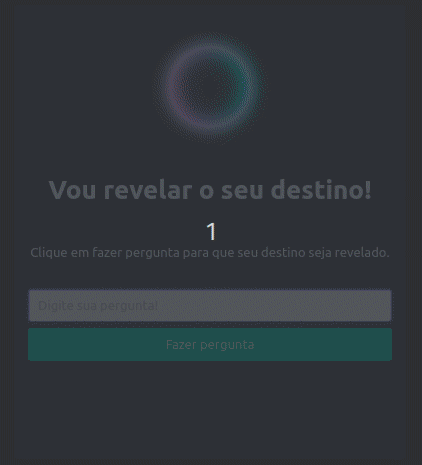 Vou revelar o seu destino!
1
Clique em fazer pergunta para que seu destino seja revelado.
Digite sua pergunta!
Fazer pergunta